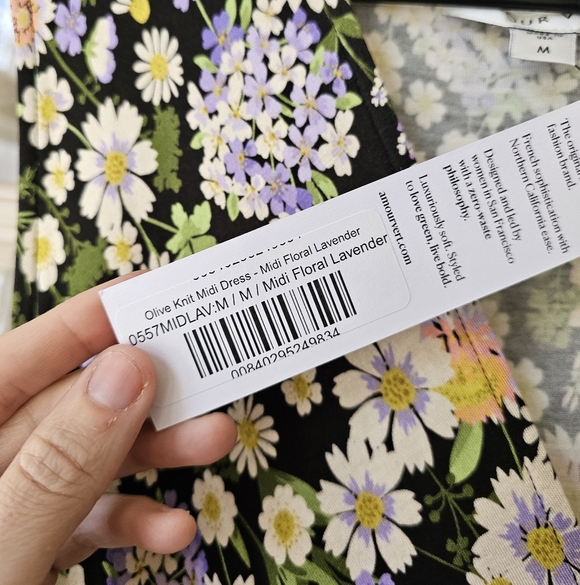 Olive Knit Midi Dress - Midi Floral Lavender
0557MIDLAV:M / M / Midi Floral Lavender
00840295249834
The original
fashion brand.
French sophistication with
Northern California ease.
Designed and led by
women in San Francisco
with a zero waste
philosophy.
Luxuriously soft. Styled
to love green, live bold.
amourvert.com
UR V
M